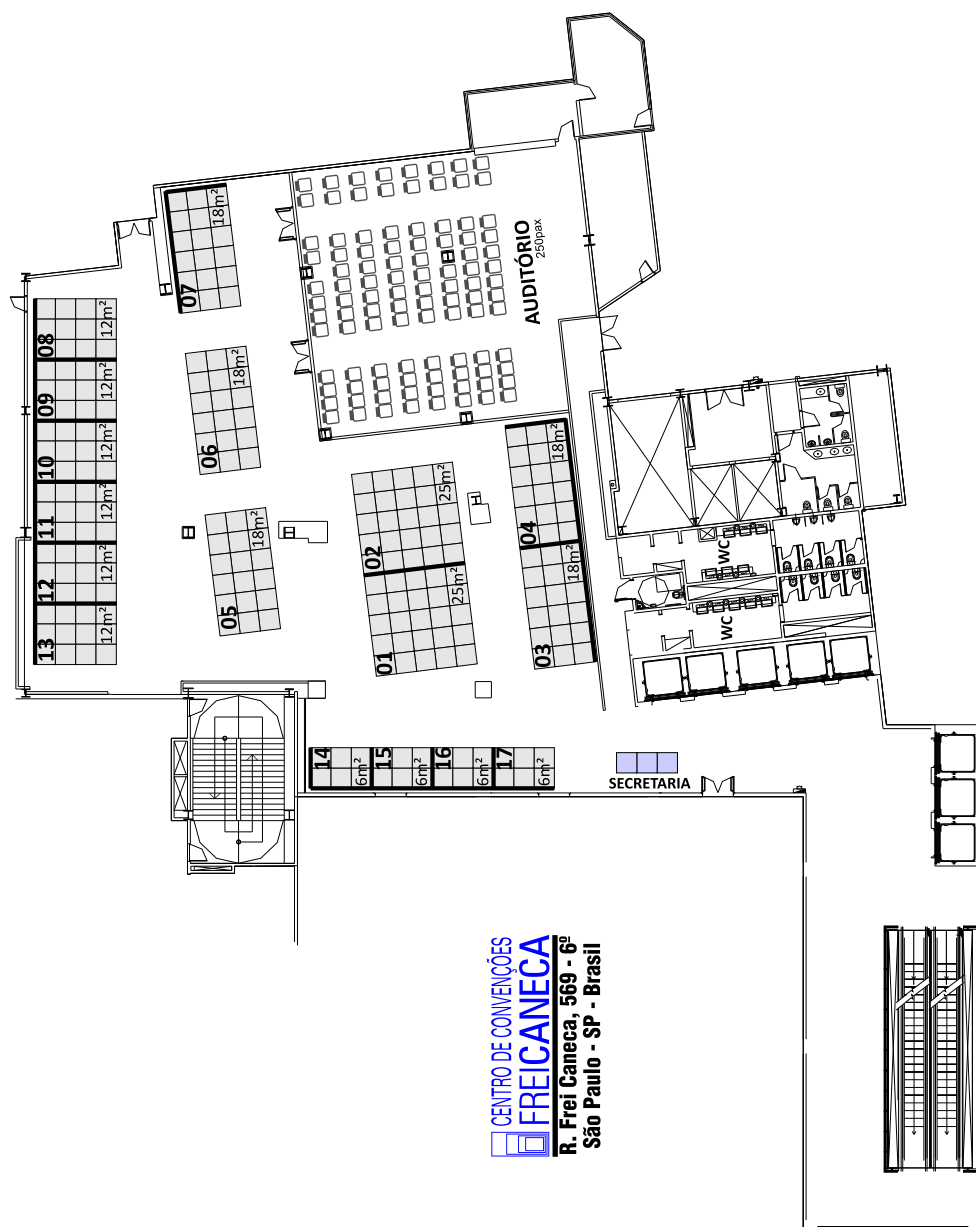 13
12m²
12
12m²
11
12m²
10
12m²
09
12m²
08
12m²
07
18m²
06
18m²
05
18m²
01
25m²
02
25m²
03
18m²
04
18m²
14
6m²
15
6m²
16
6m²
17
6m²
AUDITÓRIO
250pax
WC
WC
SECRETARIA
CENTRO DE CONVENÇÕES
FREICANECA
R. Frei Caneca, 569 - 6º
São Paulo - SP - Brasil